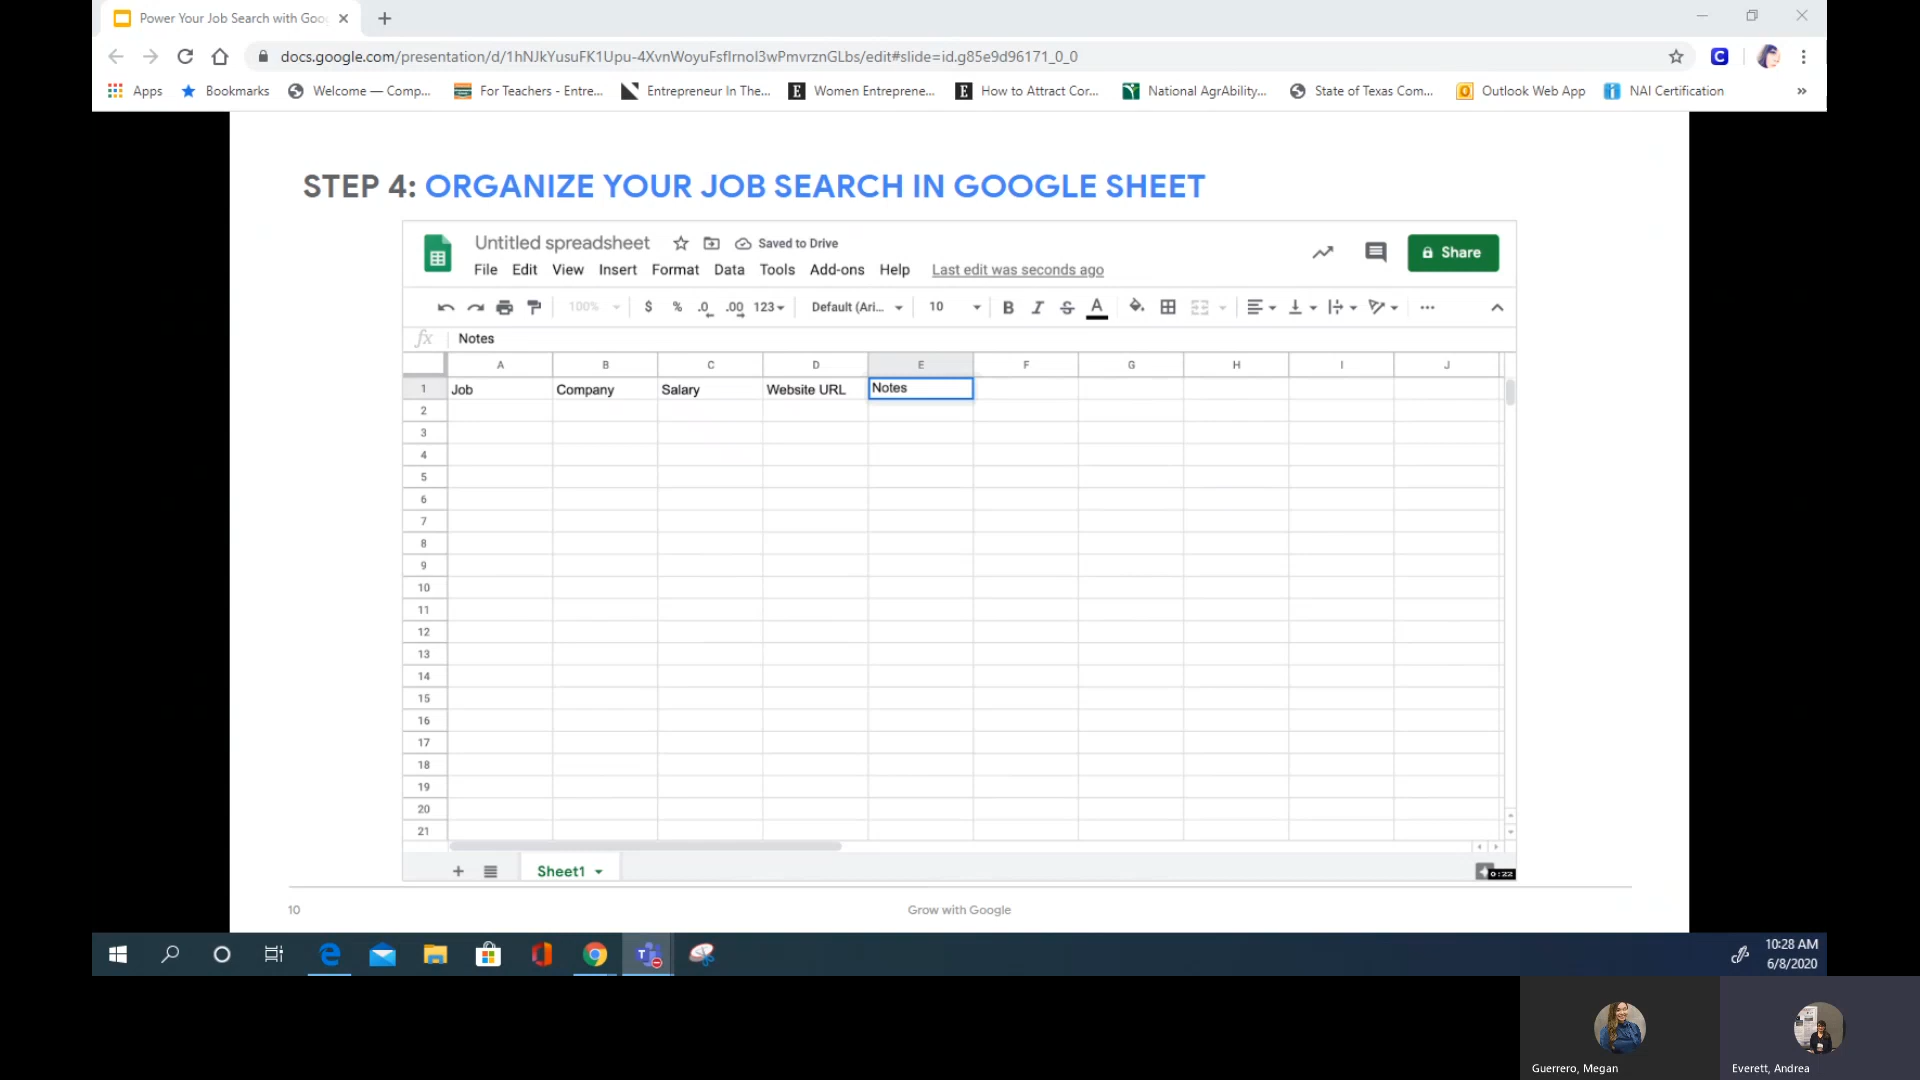 Power Your Job Search with Goo
docs.google.com/presentation/d/1hNJkYusuFK1Upu-4XvnWoyuFsflrnoI3wPmvrznGLbs/edit#slide=id.g85e9d96171_0_0
Apps Bookmarks Welcome — Comp... For Teachers - Entre... Entrepreneur In The... Women Entreprene... How to Attract Cor... National AgrAbility... State of Texas Com... Outlook Web App NAI Certification »
STEP 4: ORGANIZE YOUR JOB SEARCH IN GOOGLE SHEET
Untitled spreadsheet Saved to Drive
Share
File Edit View Insert Format Data Tools Add-ons Help Last edit was seconds ago
100% $ % .0 .00 123 Default (Ari... 10 B I S A
fx Notes
A B C D E F G H I J
1 Job Company Salary Website URL Notes
2
3
4
5
6
7
8
9
10
11
12
13
14
15
16
17
18
19
20
21
+ Sheet1
0:22
10 Grow with Google
10:28 AM
6/8/2020
Guerrero, Megan Everett, Andrea